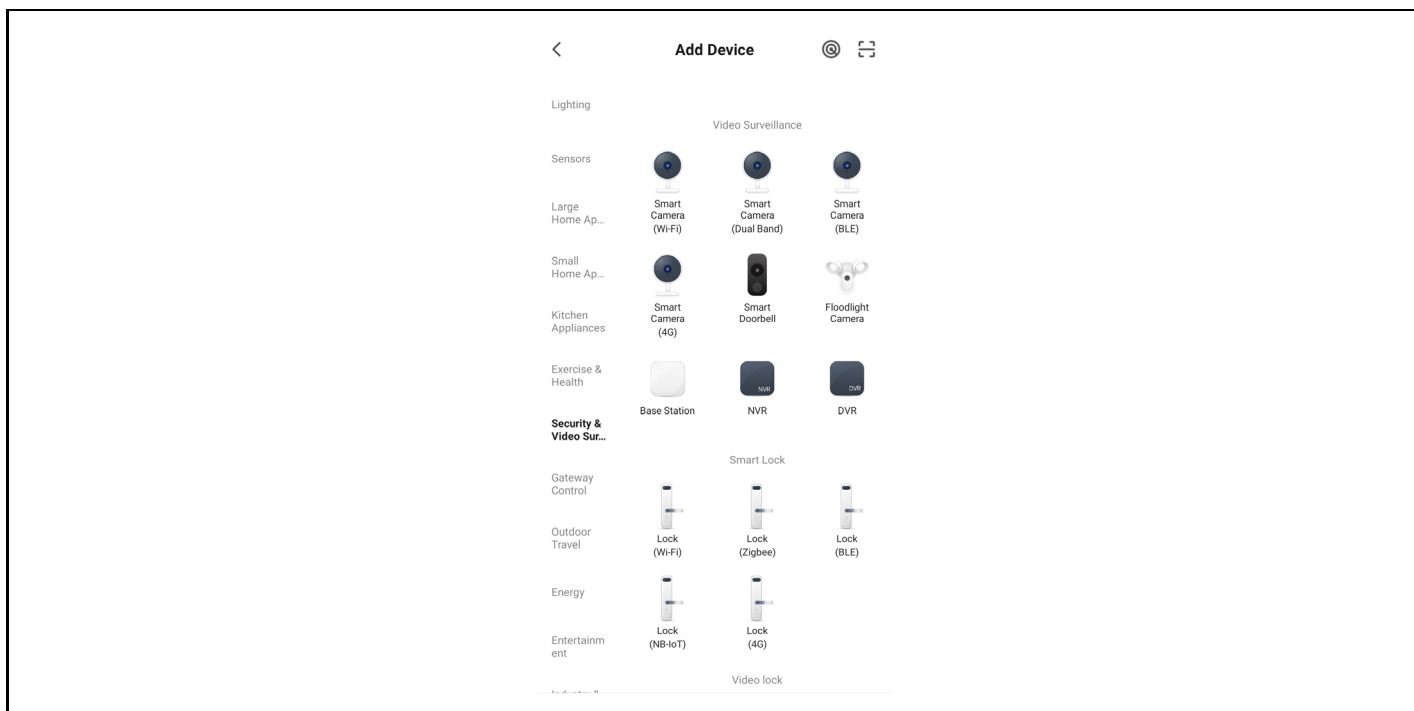 Add Device
Lighting
Sensors
Large
Home Ap...
Small
Home Ap...
Kitchen
Appliances
Exercise &
Health
Security &
Video Sur...
Gateway
Control
Outdoor
Travel
Energy
Entertainm
ent
Video Surveillance
Smart
Camera
(Wi-Fi)
Smart
Camera
(Dual Band)
Smart
Camera
(BLE)
Smart
Camera
(4G)
Smart
Doorbell
Floodlight
Camera
Base Station
NVR
NVR
DVR
DVR
Smart Lock
Lock
(Wi-Fi)
Lock
(Zigbee)
Lock
(BLE)
Lock
(NB-IoT)
Lock
(4G)
Video lock